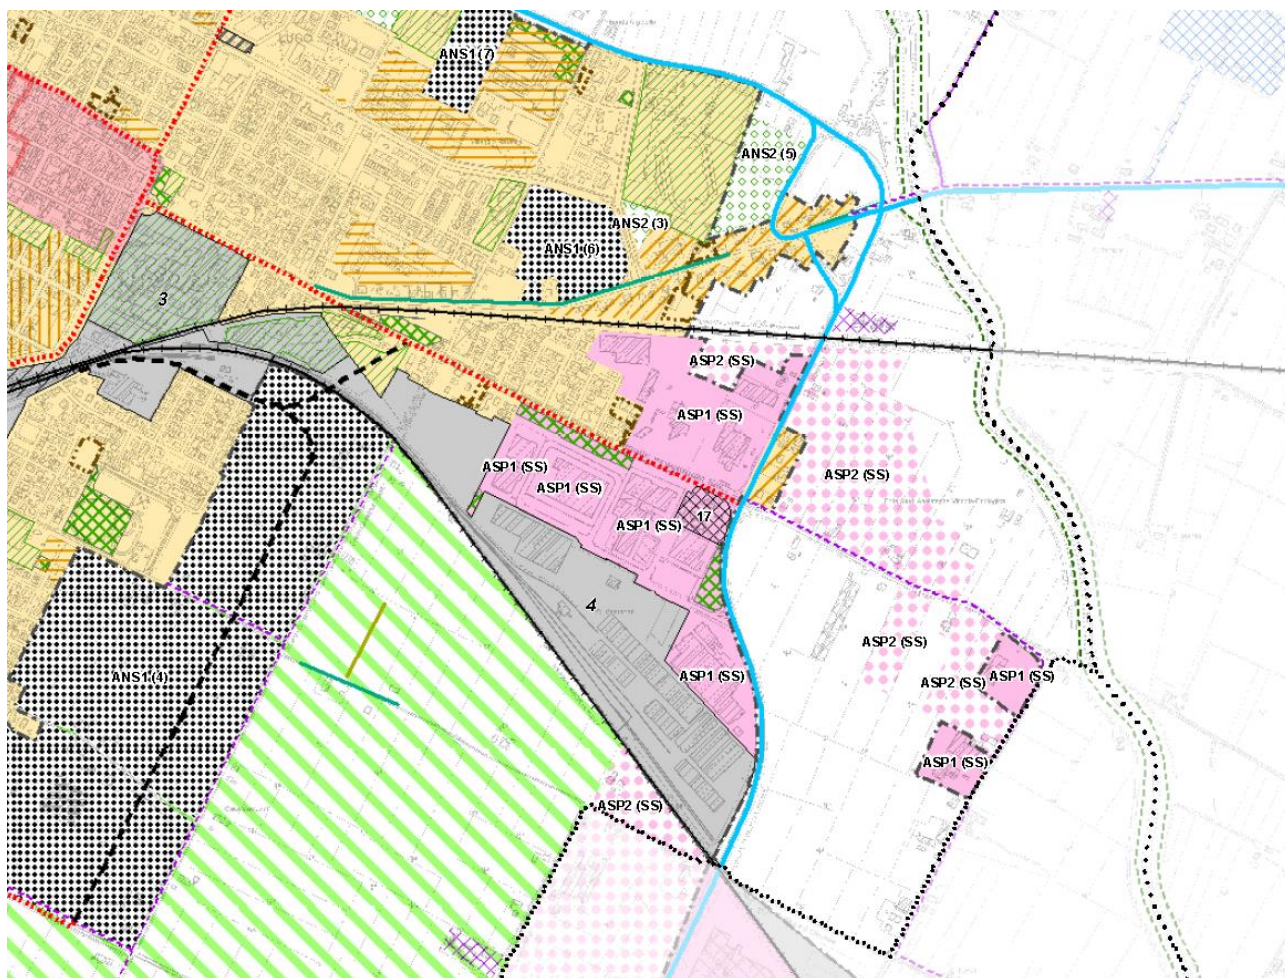 ANS1 (7)
ANS2 (5)
ANS2 (3)
ANS1 (6)
3
ASP2 (SS)
ASP1 (SS)
ASP1 (SS)
ASP1 (SS)
ASP2 (SS)
ASP1 (SS)
17
4
ASP2 (SS)
ANS1 (4)
ASP1 (SS)
ASP2 (SS)
ASP1 (SS)
ASP1 (SS)
ASP2 (SS)